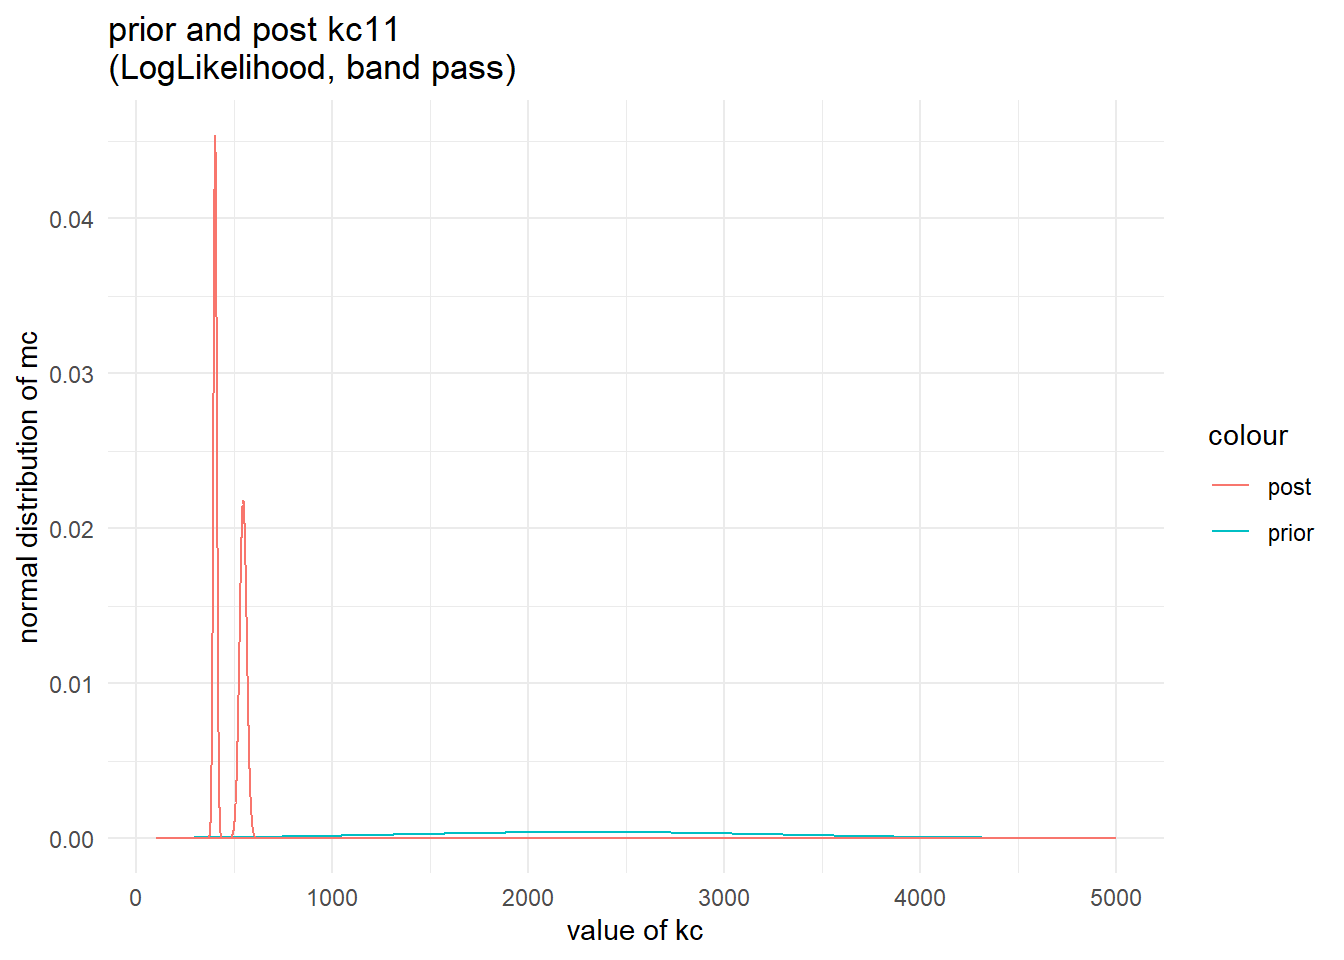 prior and post kc11
(LogLikelihood, band pass)
normal distribution of mc
0.04
0.03
0.02
0.01
0.00
0
1000
2000
3000
4000
5000
value of kc
colour
post
prior